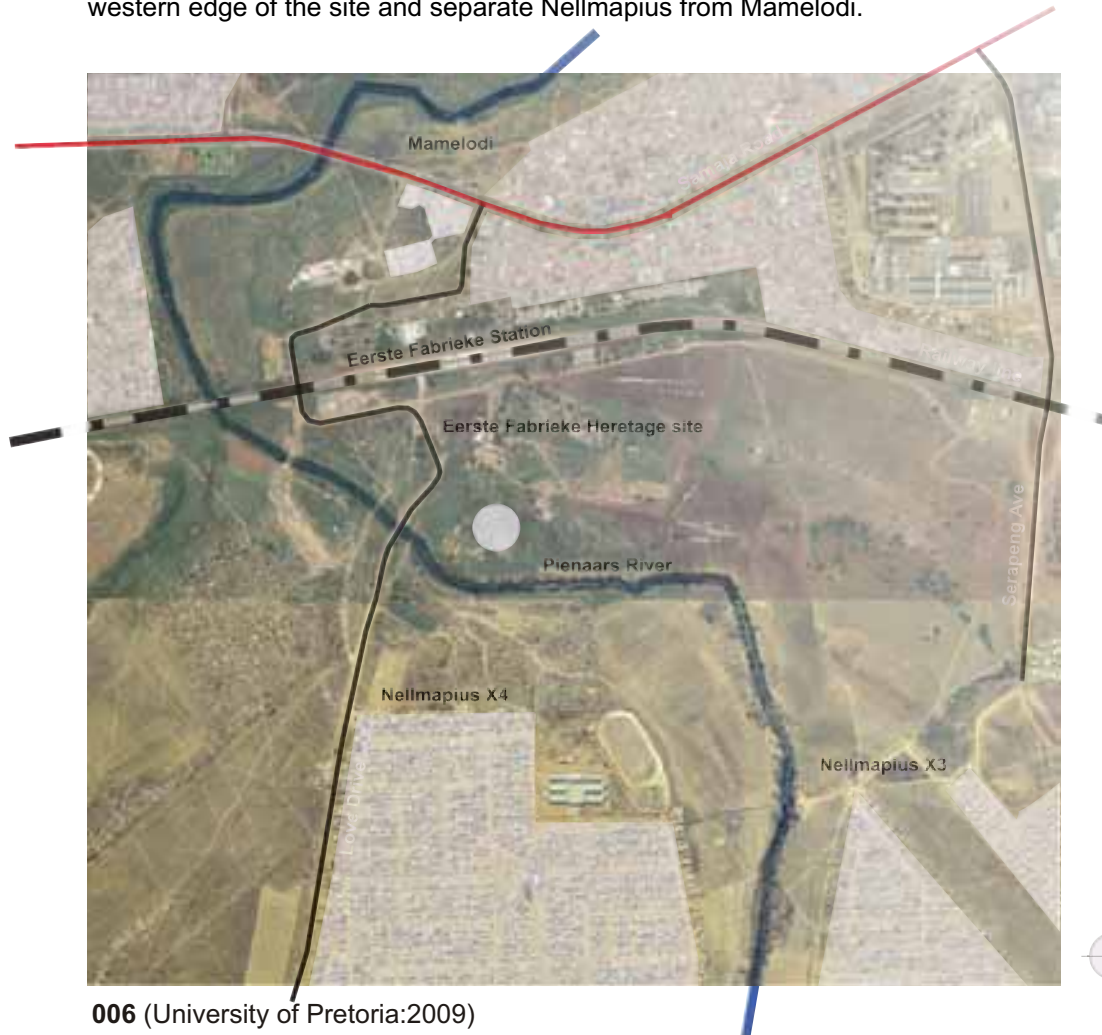 western edge of the site and separate Nellmapius from Mamelodi.
Mamelodi
Eerste Fabrieke Station
Eerste Fabrieke Heretage site
Pienaars River
Serapeng Ave
Nellmapius X4
Nellmapius X3
006 (University of Pretoria:2009)